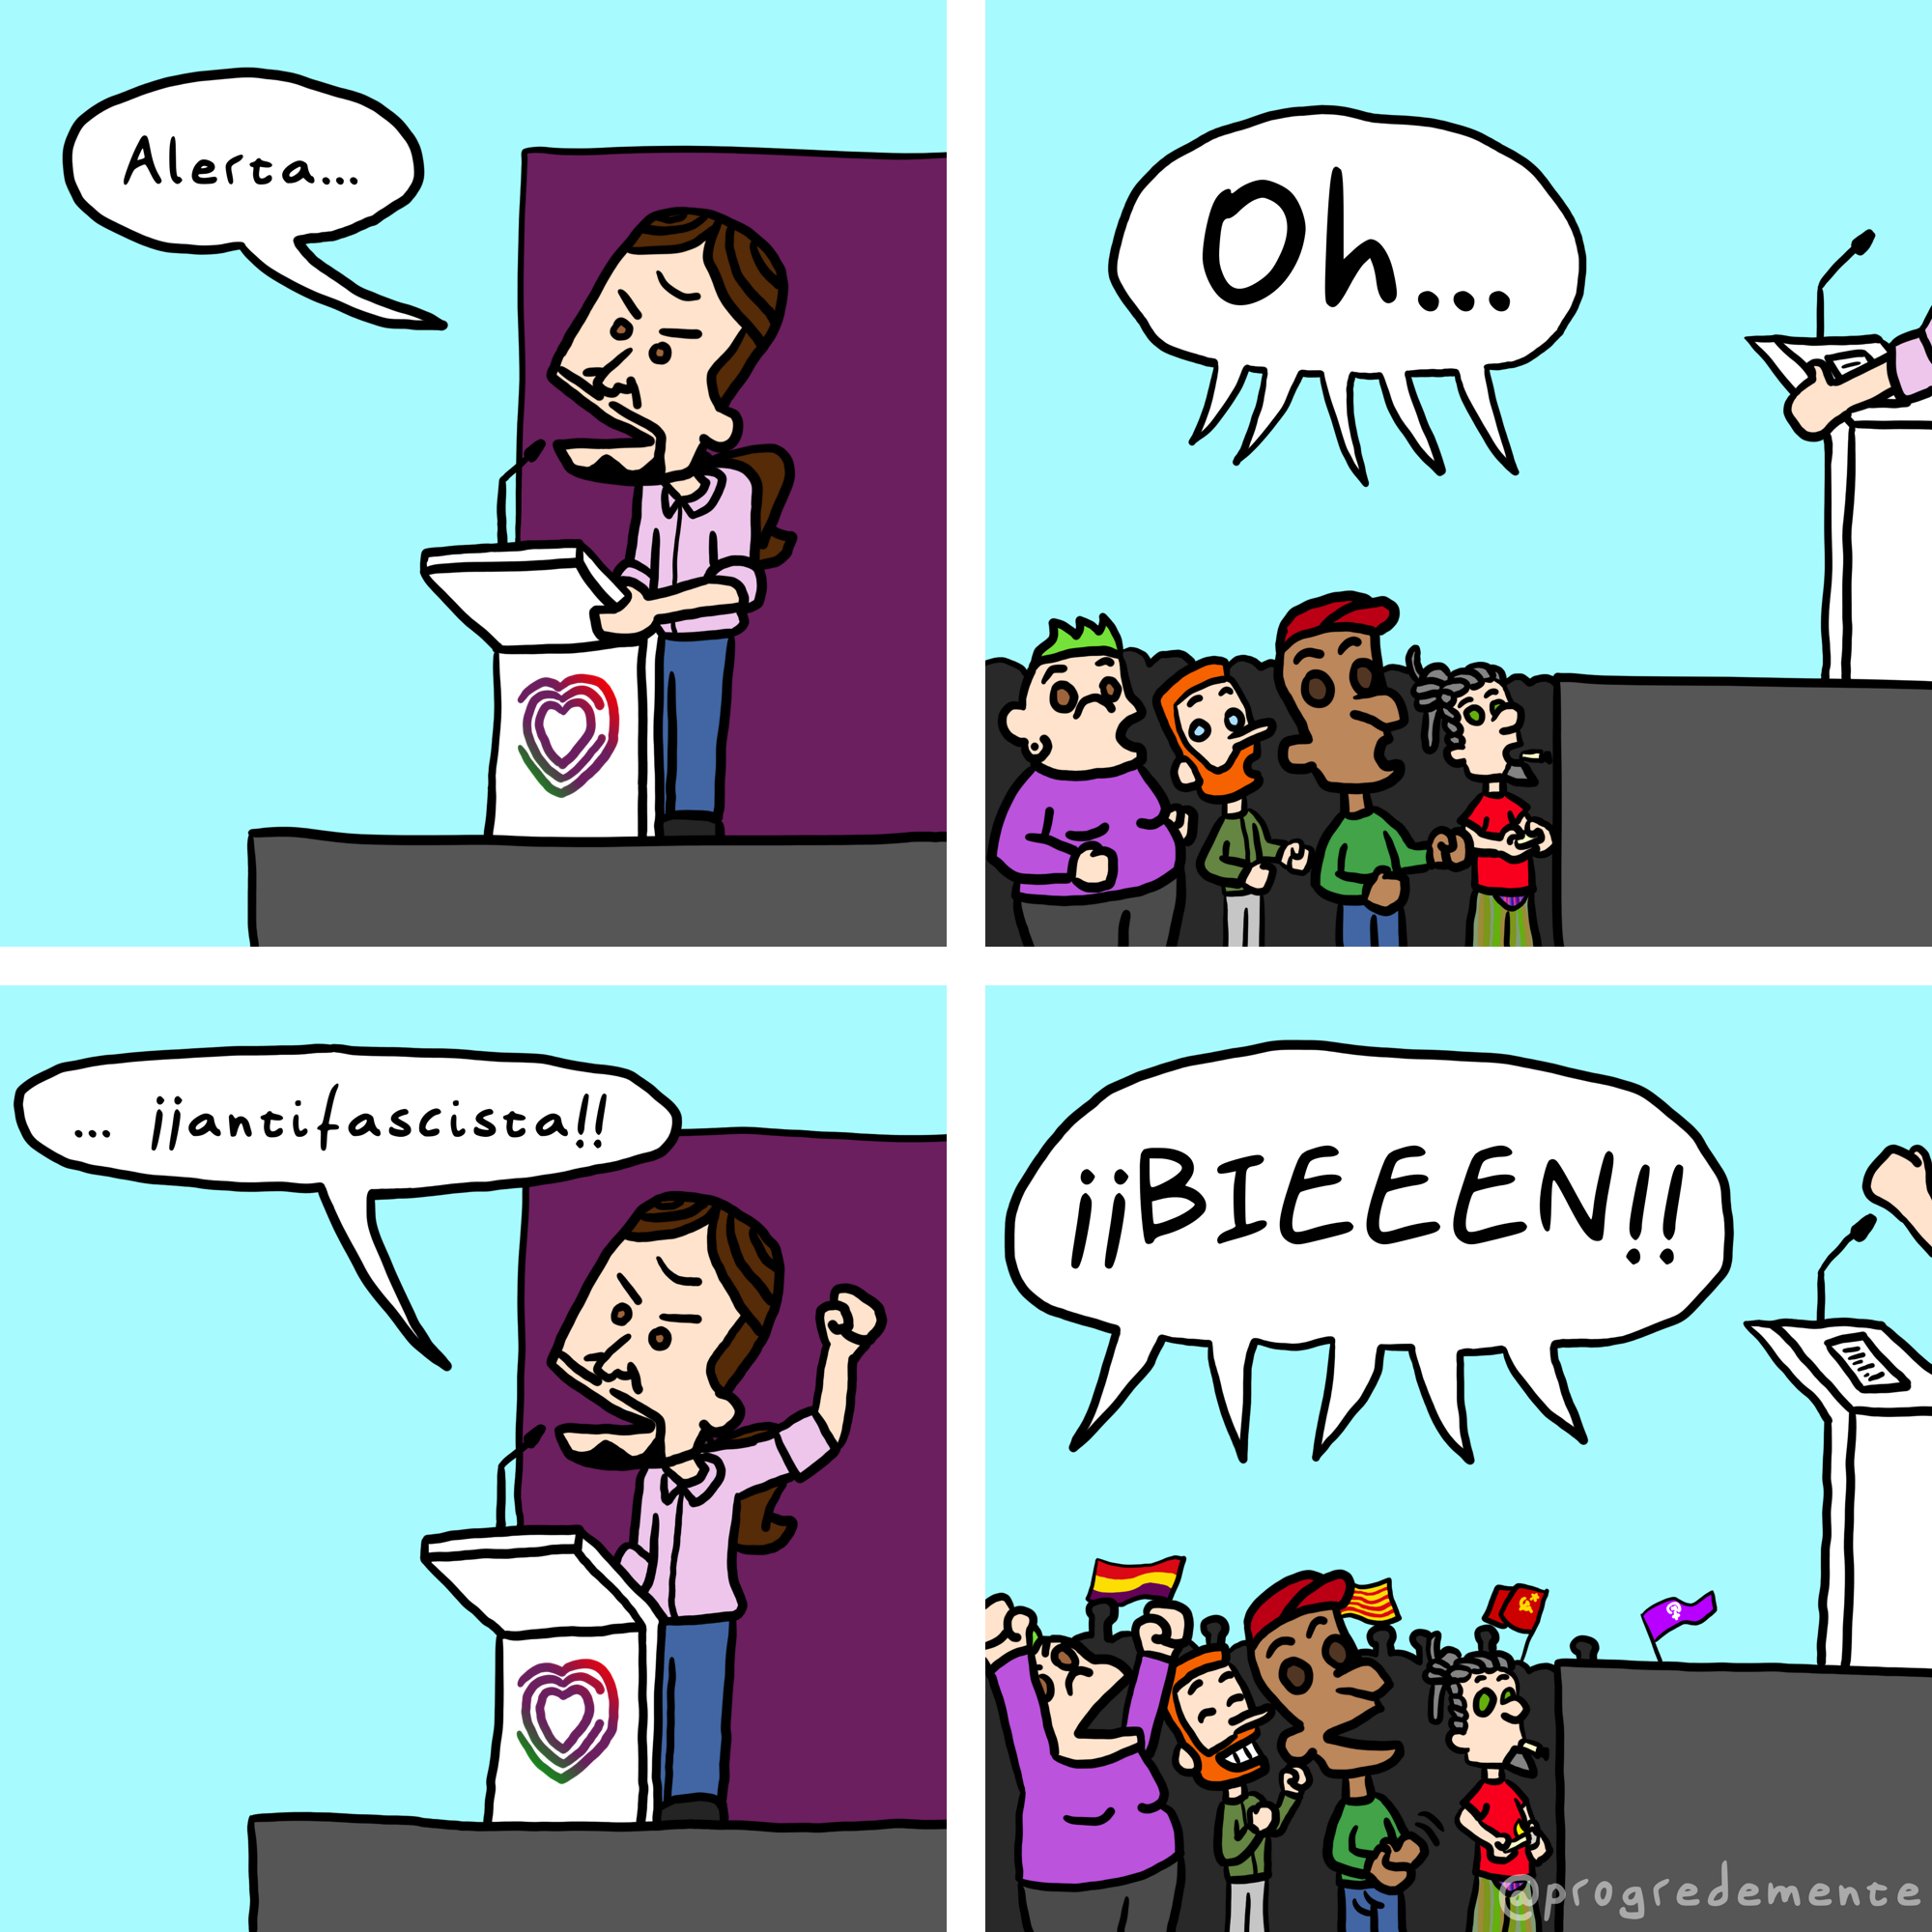 Alerta...
Oh...
... ¡¡antifascista!!
¡¡BIEEEN!!
@progredemente